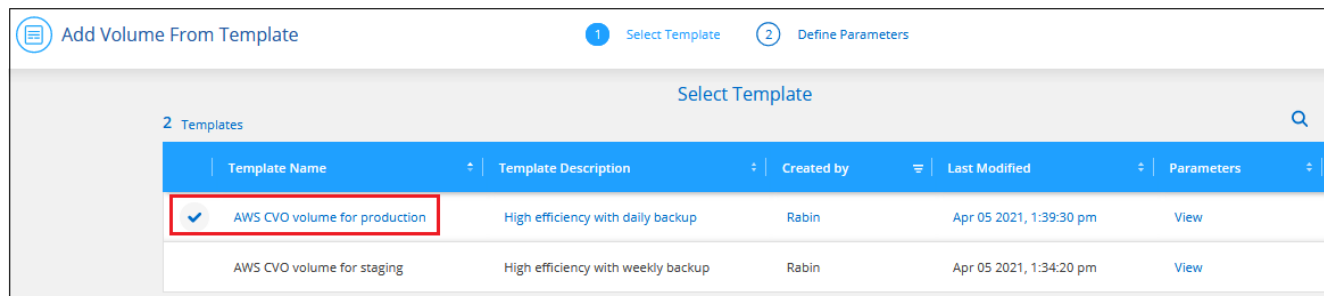 Add Volume From Template 1 Select Template 2 Define Parameters
Select Template
2 Templates
Template Name Template Description Created by Last Modified Parameters
AWS CVO volume for production High efficiency with daily backup Rabin Apr 05 2021, 1:39:30 pm View
AWS CVO volume for staging High efficiency with weekly backup Rabin Apr 05 2021, 1:34:20 pm View